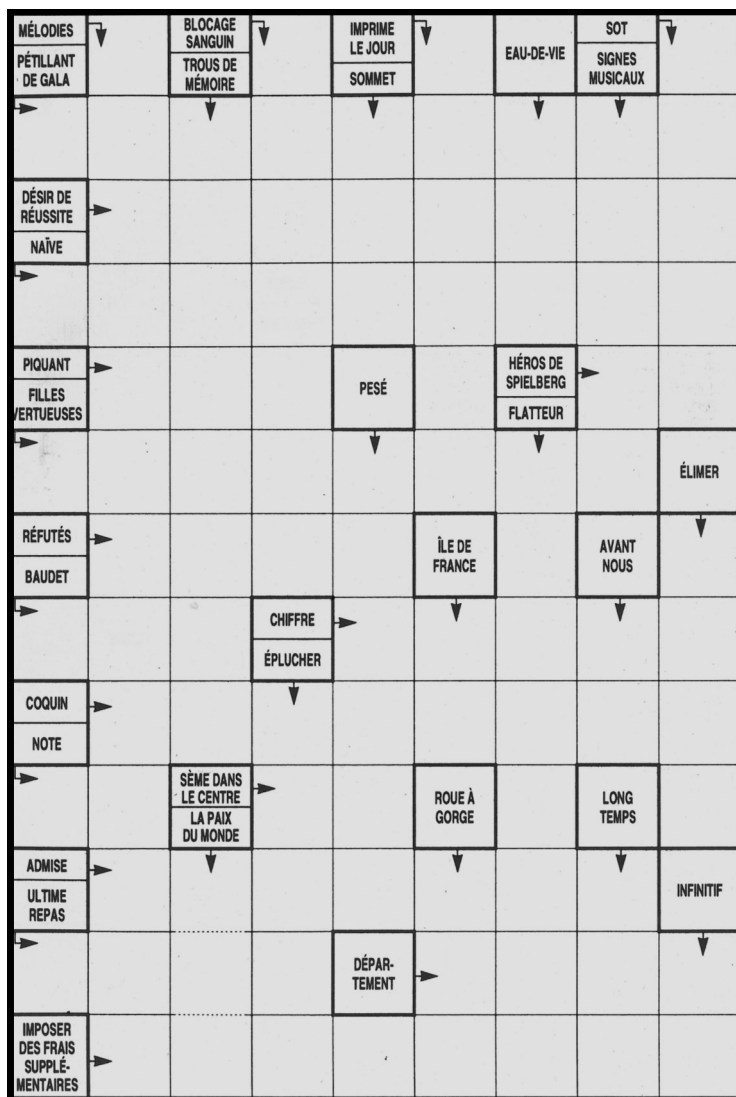 MÉLODIES
PÉTILLANT
DE GALA
BLOCAGE
SANGUIN
TROUS DE
MÉMOIRE
IMPRIME
LE JOUR
SOMMET
EAU-DE-VIE
SOT
SIGNES
MUSICAUX
DÉSIR DE
RÉUSSITE
NAÏVE
PIQUANT
FILLES
VERTUEUSES
PESÉ
HÉROS DE
SPIELBERG
FLATTEUR
ÉLIMER
RÉFUTÉS
BAUDET
ÎLE DE
FRANCE
AVANT
NOUS
CHIFFRE
ÉPLUCHER
COQUIN
NOTE
SÈME DANS
LE CENTRE
LA PAIX
DU MONDE
ROUE À
GORGE
LONG
TEMPS
ADMISE
ULTIME
REPAS
INFINITIF
DÉPAR-
TEMENT
IMPOSER
DES FRAIS
SUPPLÉ-
MENTAIRES